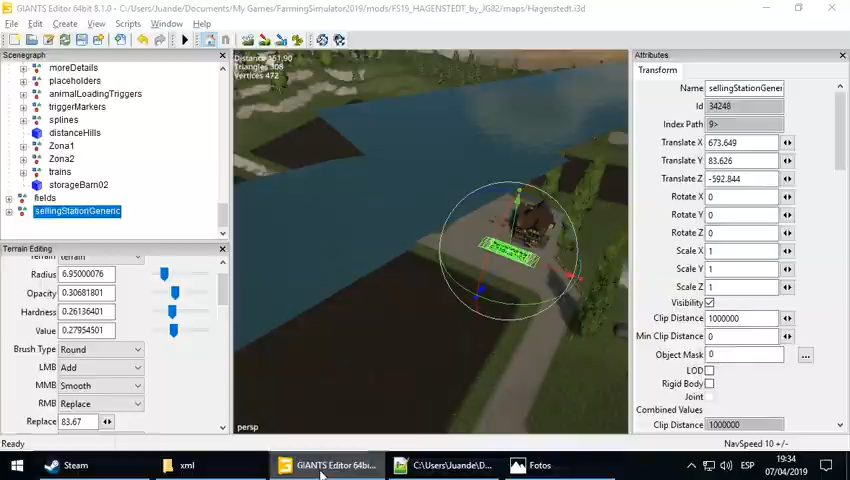 GIANTS Editor 64bit 8.1.0 - C:/Users/Juande/Documents/My Games/FarmingSimulator2019/mods/FS19_HAGENSTEDT_by_JG82/maps/Hagenstedt.i3d
File Edit Create View Scripts Window Help
Scenegraph
moreDetails
placeholders
animalLoadingTriggers
triggerMarkers
splines
distanceHills
Zona1
Zona2
trains
storageBarn02
fields
sellingStationGeneric
Terrain Editing
terrain
Radius 6.95000076
Opacity 0.30681801
Hardness 0.26136401
Value 0.27954501
Brush Type Round
LMB Add
MMB Smooth
RMB Replace
Replace 83.67
Ready
Triangles 308
Vertices 472
persp
Attributes
Transform
Name sellingStationGener
Id 34248
Index Path 9>
Translate X 673.649
Translate Y 83.626
Translate Z -592.844
Rotate X 0
Rotate Y 0
Rotate Z 0
Scale X 1
Scale Y 1
Scale Z 1
Visibility
Clip Distance 1000000
Min Clip Distance 0
Object Mask 0 ...
LOD
Rigid Body
Joint
Combined Values
Clip Distance 1000000
NavSpeed 10 +/-
Steam
xml
GIANTS Editor 64bi...
C:\Users\Juande\D...
Fotos
ESP
19:34
07/04/2019